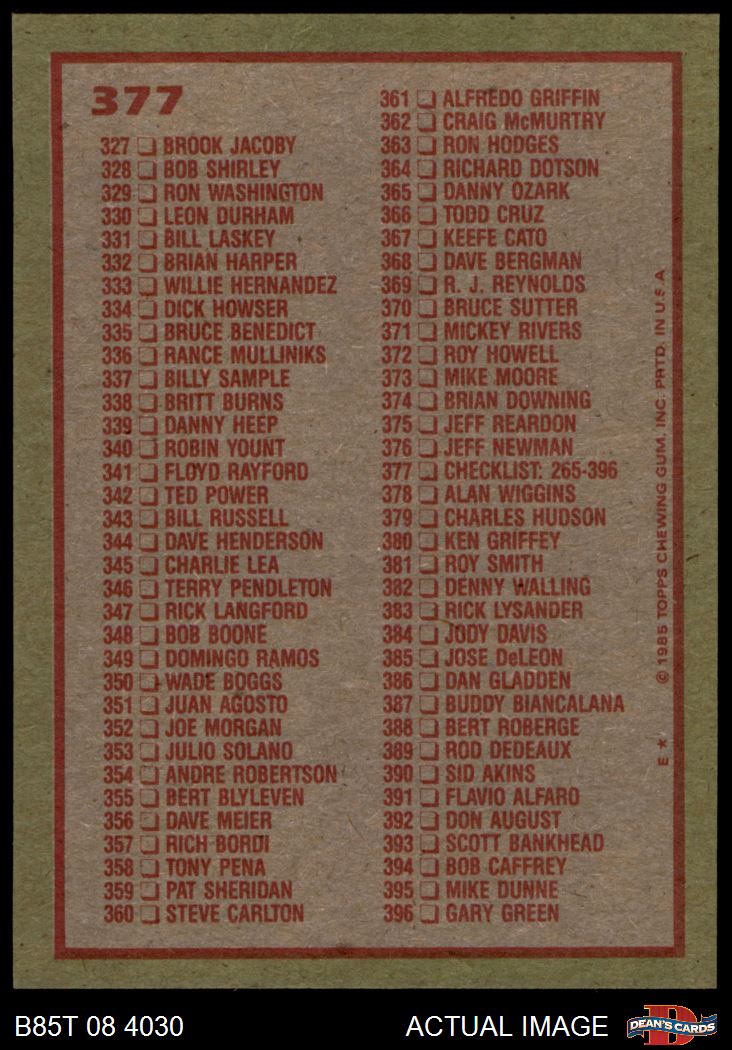 377
327 BROOK JACOBY
328 BOB SHIRLEY
329 RON WASHINGTON
330 LEON DURHAM
331 BILL LASKEY
332 BRIAN HARPER
333 WILLIE HERNANDEZ
334 DICK HOWSER
335 BRUCE BENEDICT
336 RANCE MULLINIKS
337 BILLY SAMPLE
338 BRITT BURNS
339 DANNY HEEP
340 ROBIN YOUNT
341 FLOYD RAYFORD
342 TED POWER
343 BILL RUSSELL
344 DAVE HENDERSON
345 CHARLIE LEA
346 TERRY PENDLETON
347 RICK LANGFORD
348 BOB BOONE
349 DOMINGO RAMOS
350 WADE BOGGS
351 JUAN AGOSTO
352 JOE MORGAN
353 JULIO SOLANO
354 ANDRE ROBERTSON
355 BERT BLYLEVEN
356 DAVE MEIER
357 RICH BORDI
358 TONY PENA
359 PAT SHERIDAN
360 STEVE CARLTON
361 ALFREDO GRIFFIN
362 CRAIG McMURTRY
363 RON HODGES
364 RICHARD DOTSON
365 DANNY OZARK
366 TODD CRUZ
367 KEEFE CATO
368 DAVE BERGMAN
369 R. J. REYNOLDS
370 BRUCE SUTTER
371 MICKEY RIVERS
372 ROY HOWELL
373 MIKE MOORE
374 BRIAN DOWNING
375 JEFF REARDON
376 JEFF NEWMAN
377 CHECKLIST: 265-396
378 ALAN WIGGINS
379 CHARLES HUDSON
380 KEN GRIFFEY
381 ROY SMITH
382 DENNY WALLING
383 RICK LYSANDER
384 JODY DAVIS
385 JOSE DeLEON
386 DAN GLADDEN
387 BUDDY BIANCALANA
388 BERT ROBERGE
389 ROD DEDEAUX
390 SID AKINS
391 FLAVIO ALFARO
392 DON AUGUST
393 SCOTT BANKHEAD
394 BOB CAFFREY
395 MIKE DUNNE
396 GARY GREEN
E * © 1985 TOPPS CHEWING GUM, INC. PRTD. IN U.S.A.
B85T 08 4030
ACTUAL IMAGE
DEAN'S CARDS